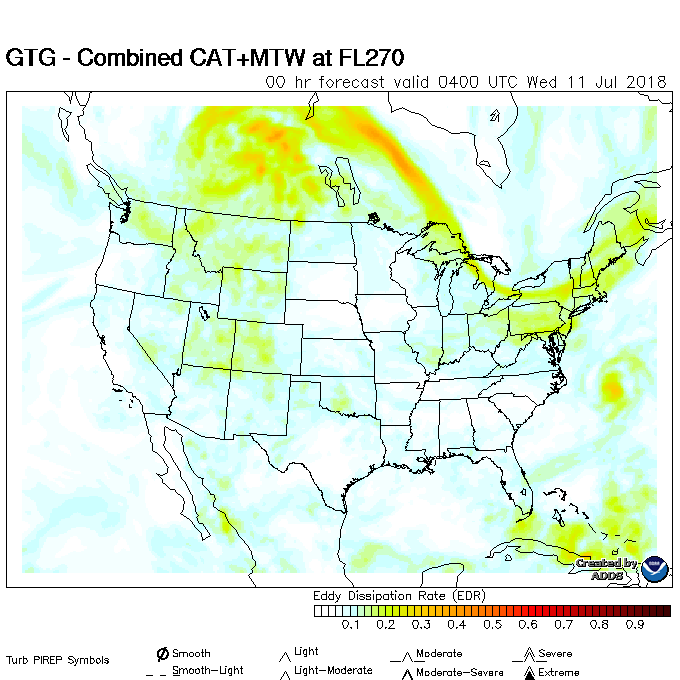 GTG - Combined CAT+MTW at FL270
00 hr forecast valid 0400 UTC Wed 11 Jul 2018
Created by
ADDS
Eddy Dissipation Rate (EDR)
0.1 0.2 0.3 0.4 0.5 0.6 0.7 0.8 0.9
Turb PIREP Symbols
Smooth Light Moderate Severe
Smooth-Light Light-Moderate Moderate-Severe Extreme